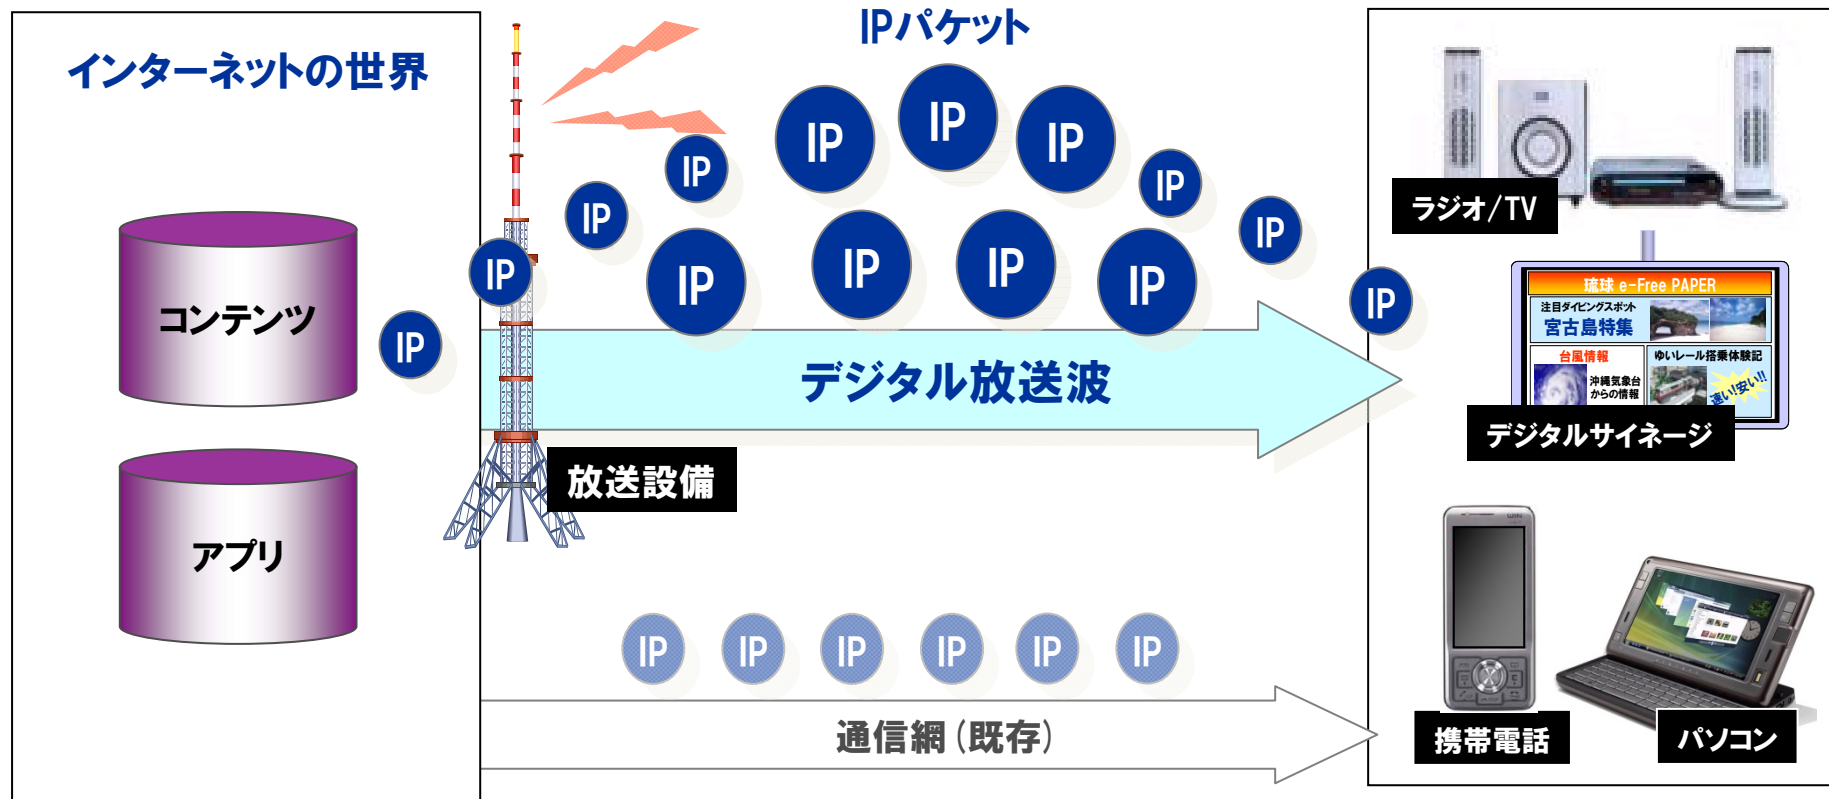 インターネットの世界
コンテンツ
アプリ
IPパケット
IP
IP
IP
IP
IP
IP
IP
IP
IP
IP
IP
IP
IP
IP
デジタル放送波
放送設備
IP
IP
IP
IP
IP
IP
通信網(既存)
ラジオ/TV
琉球 e-Free PAPER
注目ダイビングスポット
宮古島特集
台風情報
沖縄気象台
からの情報
ゆいレール搭乗体験記
速い!安い!!
デジタルサイネージ
携帯電話
パソコン